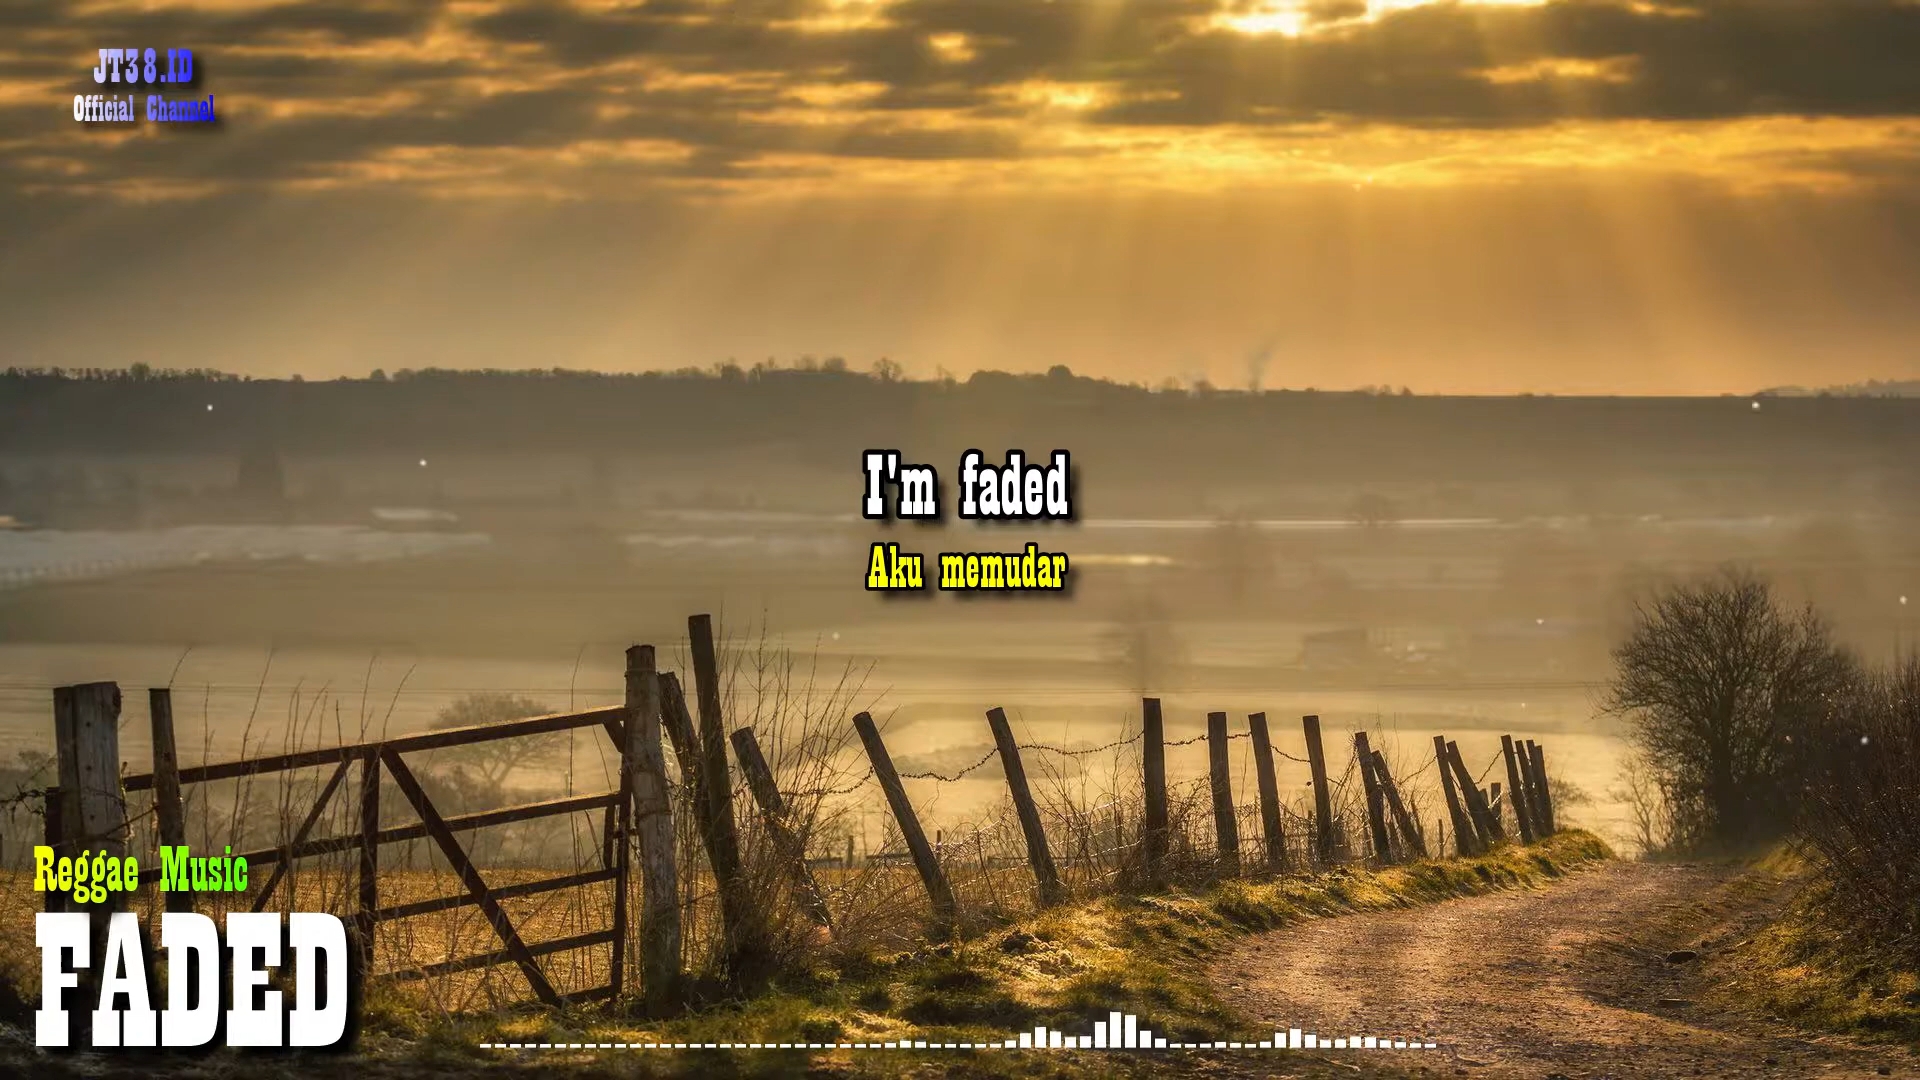 JT38.ID
Official Channel
I'm faded
Aku memudar
Reggae Music
FADED